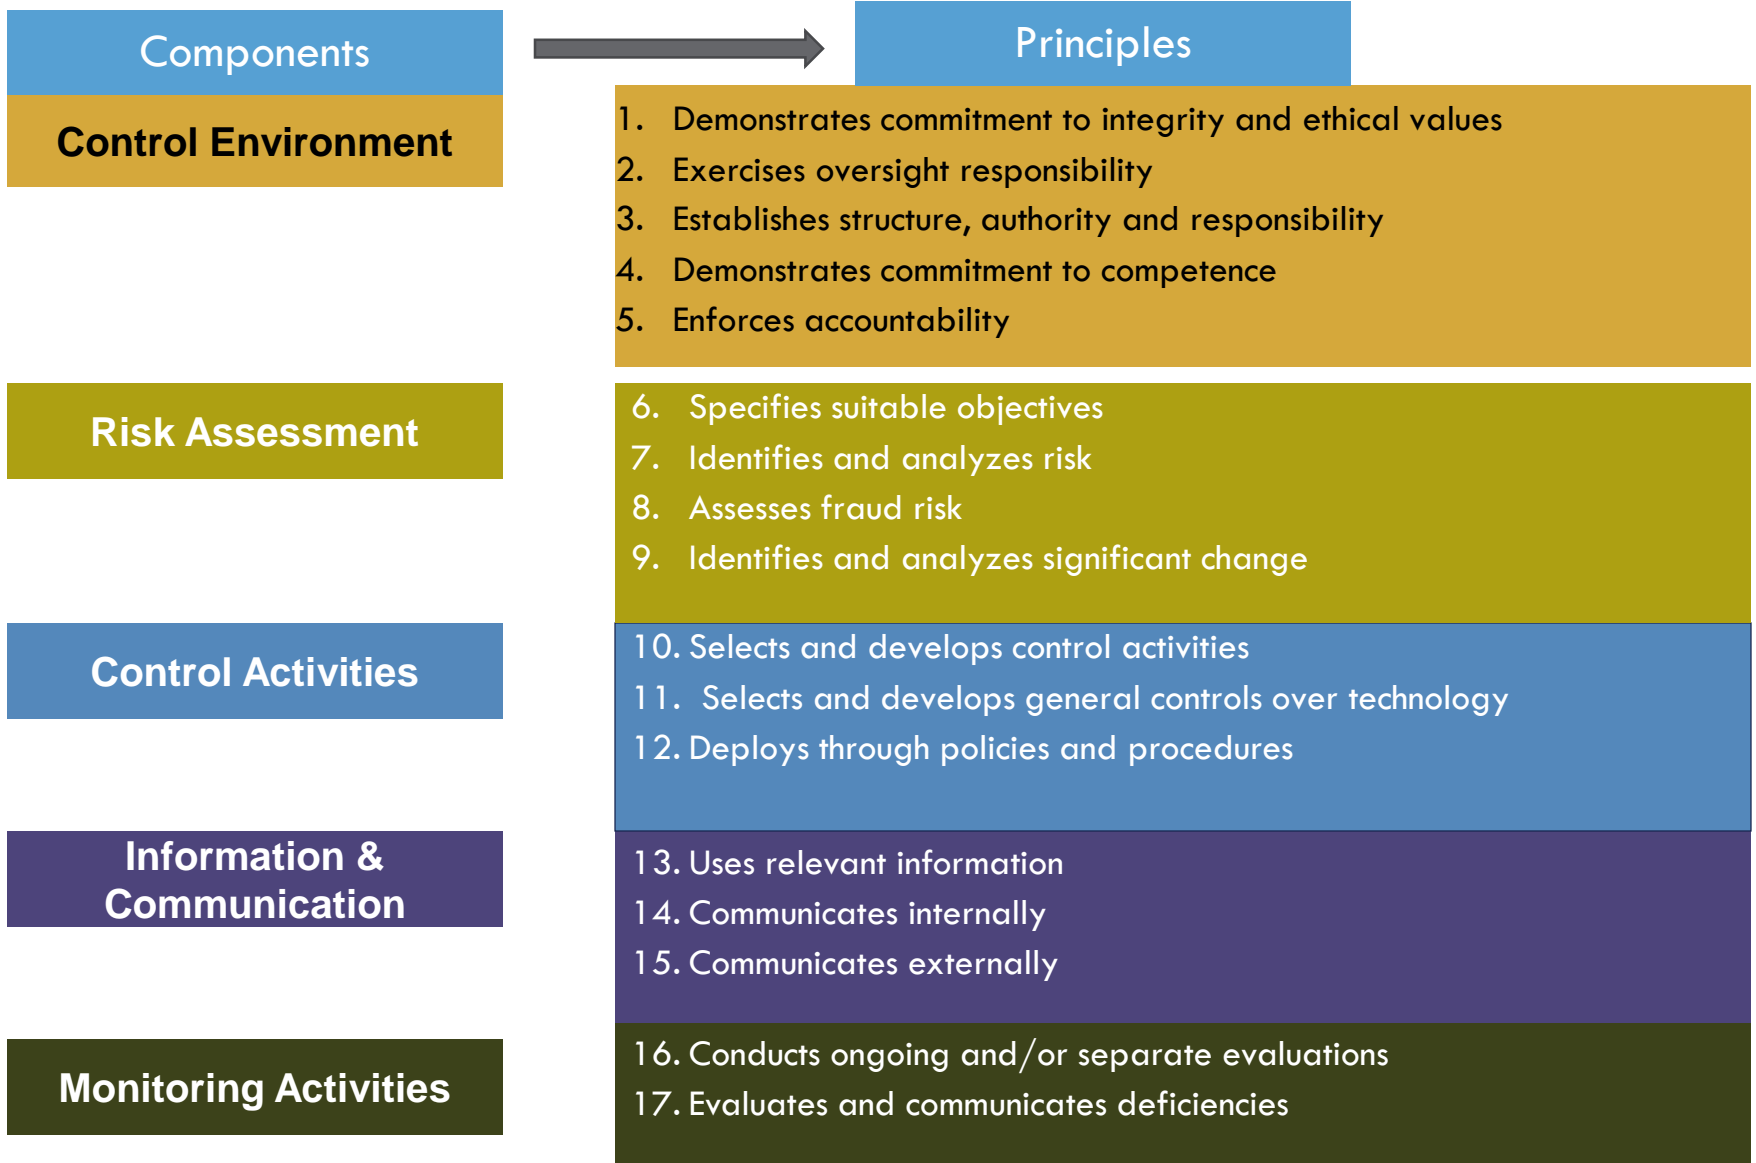 Components
Principles
Control Environment
1. Demonstrates commitment to integrity and ethical values
2. Exercises oversight responsibility
3. Establishes structure, authority and responsibility
4. Demonstrates commitment to competence
5. Enforces accountability
Risk Assessment
6. Specifies suitable objectives
7. Identifies and analyzes risk
8. Assesses fraud risk
9. Identifies and analyzes significant change
Control Activities
10. Selects and develops control activities
11. Selects and develops general controls over technology
12. Deploys through policies and procedures
Information &
Communication
13. Uses relevant information
14. Communicates internally
15. Communicates externally
Monitoring Activities
16. Conducts ongoing and/or separate evaluations
17. Evaluates and communicates deficiencies